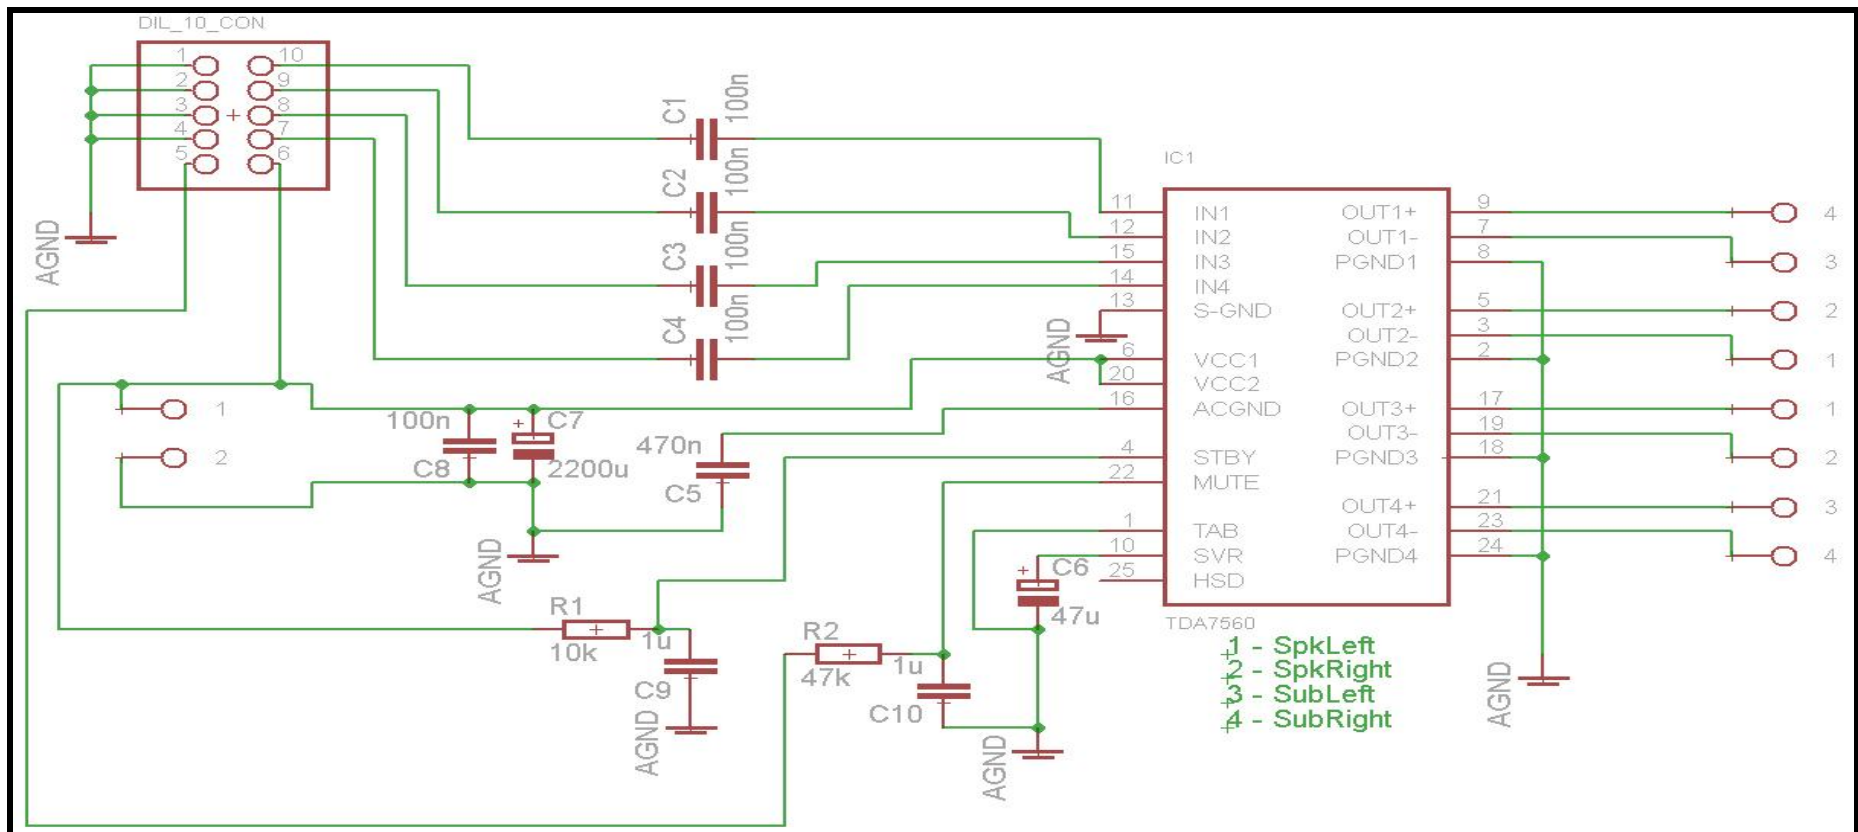 DIL_10_CON
1 10
2 9
3 8
4 7
5 6
AGND
C1 100n
C2 100n
C3 100n
C4 100n
IC1
11 IN1 OUT1+ 9 4
12 IN2 OUT1- 7 3
15 IN3 PGND1 8
14 IN4
13 S-GND OUT2+ 5 2
OUT2- 3
AGND
6 VCC1 PGND2 2 1
20 VCC2
16 ACGND OUT3+ 17 1
OUT3- 19
4 STBY PGND3 18 2
22 MUTE
OUT4+ 21 3
1 TAB OUT4- 23
10 SVR PGND4 24 4
25 HSD
TDA7560
1
2
100n
C8
C7
2200u
470n
C5
AGND
R1
10k
1u
C9
AGND
R2
47k
1u
C10
C6
47u
AGND
1 - SpkLeft
2 - SpkRight
3 - SubLeft
4 - SubRight
AGND